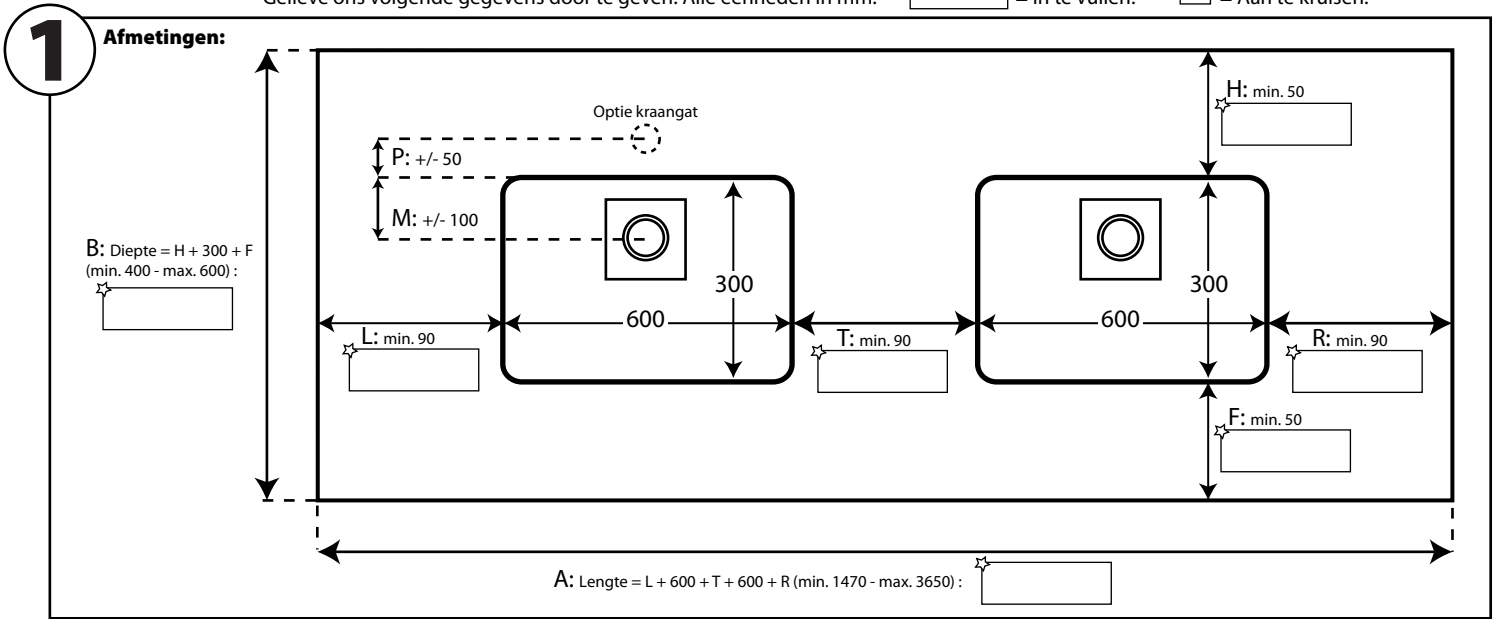 Gelieve ons volgende gegevens door te geven. Alle eenheden in mm. = In te vullen. = Aan te kruisen.
1 Afmetingen:
Optie kraangat
H: min. 50
P: +/- 50
M: +/- 100
B: Diepte = H + 300 + F
(min. 400 - max. 600) :
300
300
600
600
L: min. 90
T: min. 90
R: min. 90
F: min. 50
A: Lengte = L + 600 + T + 600 + R (min. 1470 - max. 3650) :